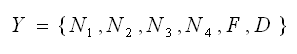 Y = {N₁ , N₂ , N₃ , N₄ , F , D }